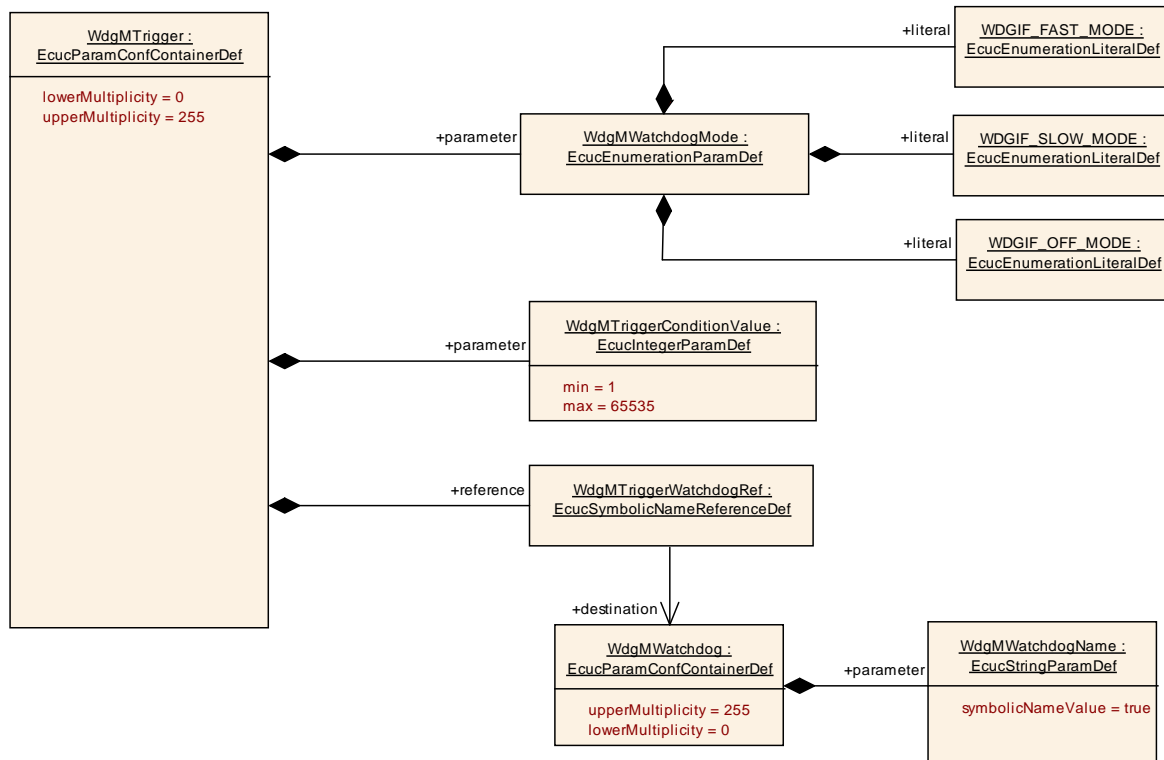 WdgMTrigger :
EcucParamConfContainerDef
lowerMultiplicity = 0
upperMultiplicity = 255
+parameter
WdgMWatchdogMode :
EcucEnumerationParamDef
+literal
WDGIF_FAST_MODE :
EcucEnumerationLiteralDef
+literal
WDGIF_SLOW_MODE :
EcucEnumerationLiteralDef
+literal
WDGIF_OFF_MODE :
EcucEnumerationLiteralDef
+parameter
WdgMTriggerConditionValue :
EcucIntegerParamDef
min = 1
max = 65535
+reference
WdgMTriggerWatchdogRef :
EcucSymbolicNameReferenceDef
+destination
WdgMWatchdog :
EcucParamConfContainerDef
upperMultiplicity = 255
lowerMultiplicity = 0
+parameter
WdgMWatchdogName :
EcucStringParamDef
symbolicNameValue = true